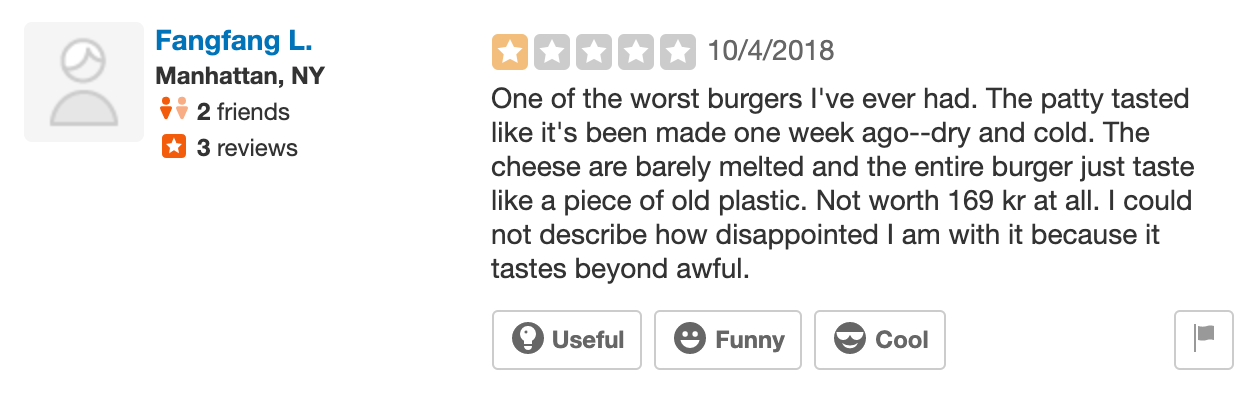 Fangfang L.
Manhattan, NY
2 friends
3 reviews
10/4/2018
One of the worst burgers I've ever had. The patty tasted
like it's been made one week ago--dry and cold. The
cheese are barely melted and the entire burger just taste
like a piece of old plastic. Not worth 169 kr at all. I could
not describe how disappointed I am with it because it
tastes beyond awful.
Useful
Funny
Cool